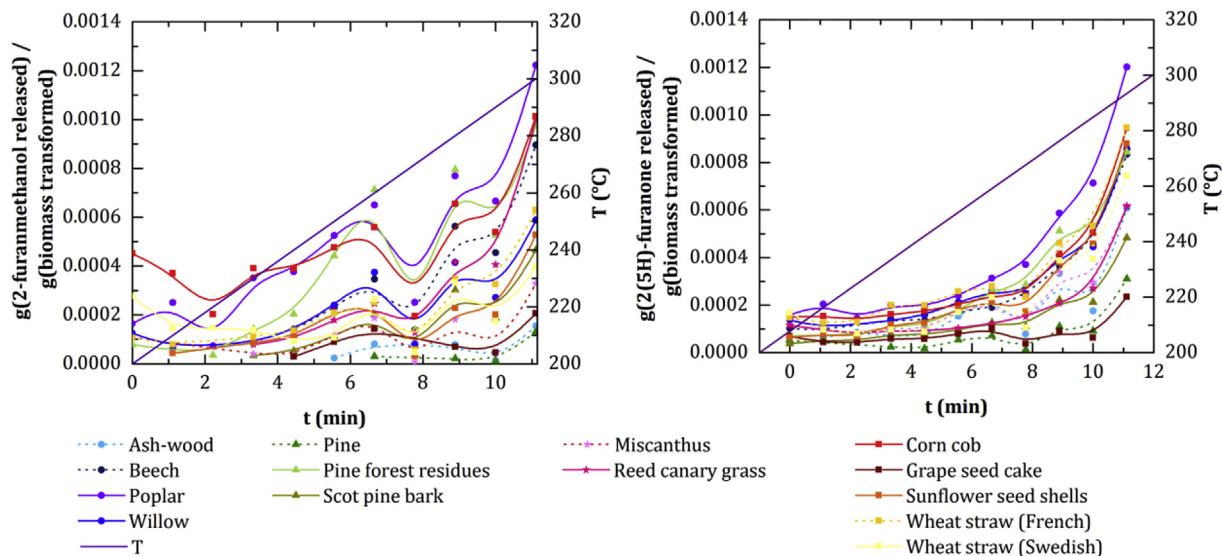 g(2-furanmethanol released) /
g(biomass transformed)
0.0014
0.0012
0.0010
0.0008
0.0006
0.0004
0.0002
0.0000
0 2 4 6 8 10
t (min)
320
300
280
260
240
220
200
T (°C)
g(2(5H)-furanone released) /
g(biomass transformed)
0.0014
0.0012
0.0010
0.0008
0.0006
0.0004
0.0002
0.0000
0 2 4 6 8 10 12
t (min)
320
300
280
260
240
220
200
T (°C)
Ash-wood
Beech
Poplar
Willow
T
Pine
Pine forest residues
Scot pine bark
Miscanthus
Reed canary grass
Corn cob
Grape seed cake
Sunflower seed shells
Wheat straw (French)
Wheat straw (Swedish)